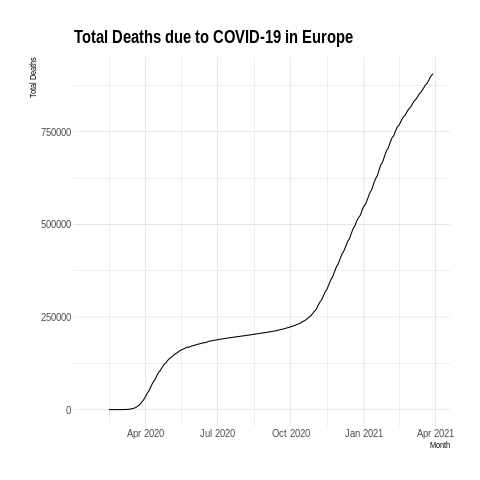 Total Deaths due to COVID-19 in Europe
Total Deaths
750000
500000
250000
0
Apr 2020 Jul 2020 Oct 2020 Jan 2021 Apr 2021
Month